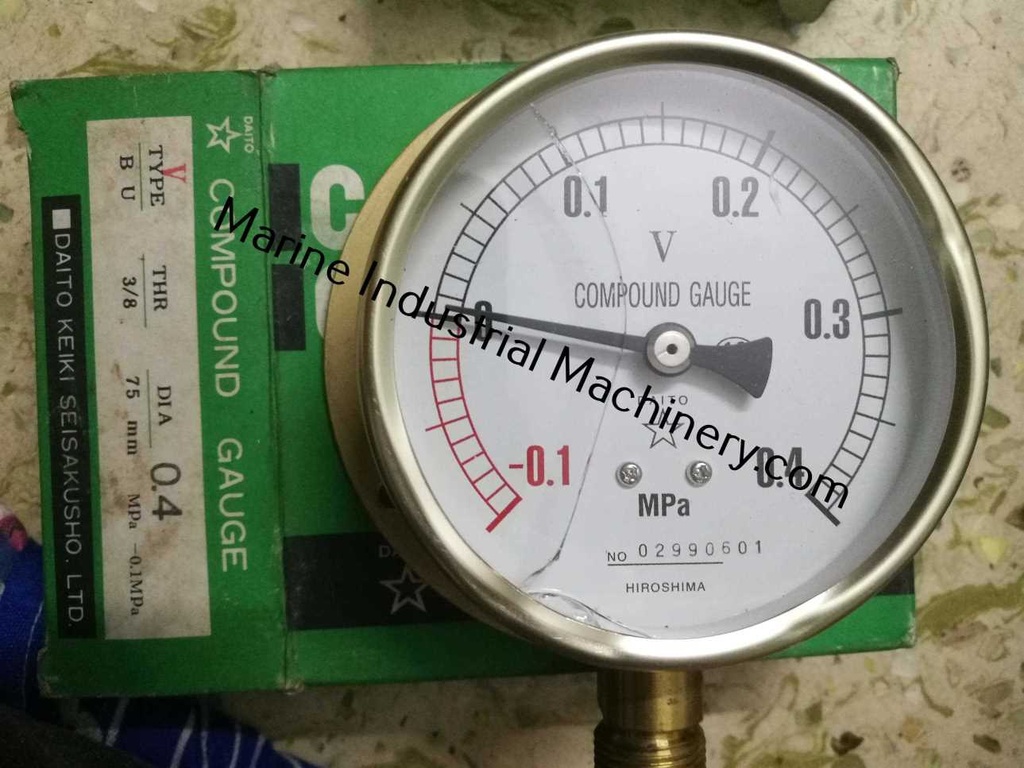 DAITO
COMPOUND GAUGE
V
TYPE THR DIA 0.4
BU 3/8 75 mm MPa -0.1MPa
■DAITO KEIKI SEISAKUSHO. LTD.
C
0.1 0.2
V
COMPOUND GAUGE
0 0.3
DAITO
-0.1 0.4
MPa
NO 02990601
HIROSHIMA
Marine Industrial Machinery.com